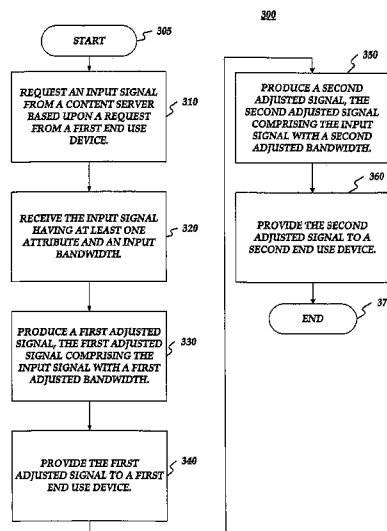 300
START
305
REQUEST AN INPUT SIGNAL
FROM A CONTENT SERVER
BASED UPON A REQUEST
FROM A FIRST END USE
DEVICE.
310
RECEIVE THE INPUT SIGNAL
HAVING AT LEAST ONE
ATTRIBUTE AND AN INPUT
BANDWIDTH.
320
PRODUCE A FIRST ADJUSTED
SIGNAL, THE FIRST ADJUSTED
SIGNAL COMPRISING THE
INPUT SIGNAL WITH A FIRST
ADJUSTED BANDWIDTH.
330
PROVIDE THE FIRST
ADJUSTED SIGNAL TO A FIRST
END USE DEVICE.
340
350
PRODUCE A SECOND
ADJUSTED SIGNAL, THE
SECOND ADJUSTED SIGNAL
COMPRISING THE INPUT
SIGNAL WITH A SECOND
ADJUSTED BANDWIDTH.
360
PROVIDE THE SECOND
ADJUSTED SIGNAL TO A
SECOND END USE DEVICE.
END
37